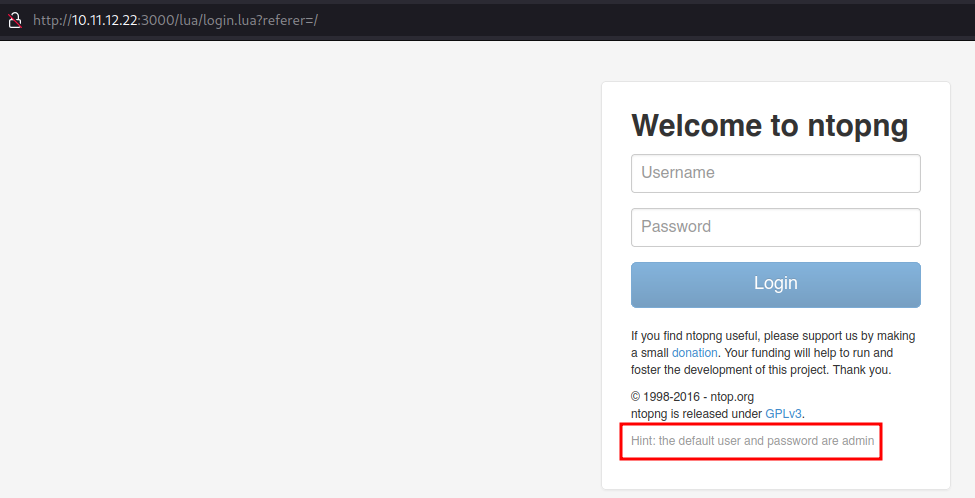 http://10.11.12.22:3000/lua/login.lua?referer=/
Welcome to ntopng
Username
Password
Login
If you find ntopng useful, please support us by making
a small donation. Your funding will help to run and
foster the development of this project. Thank you.
© 1998-2016 - ntop.org
ntopng is released under GPLv3.
Hint: the default user and password are admin